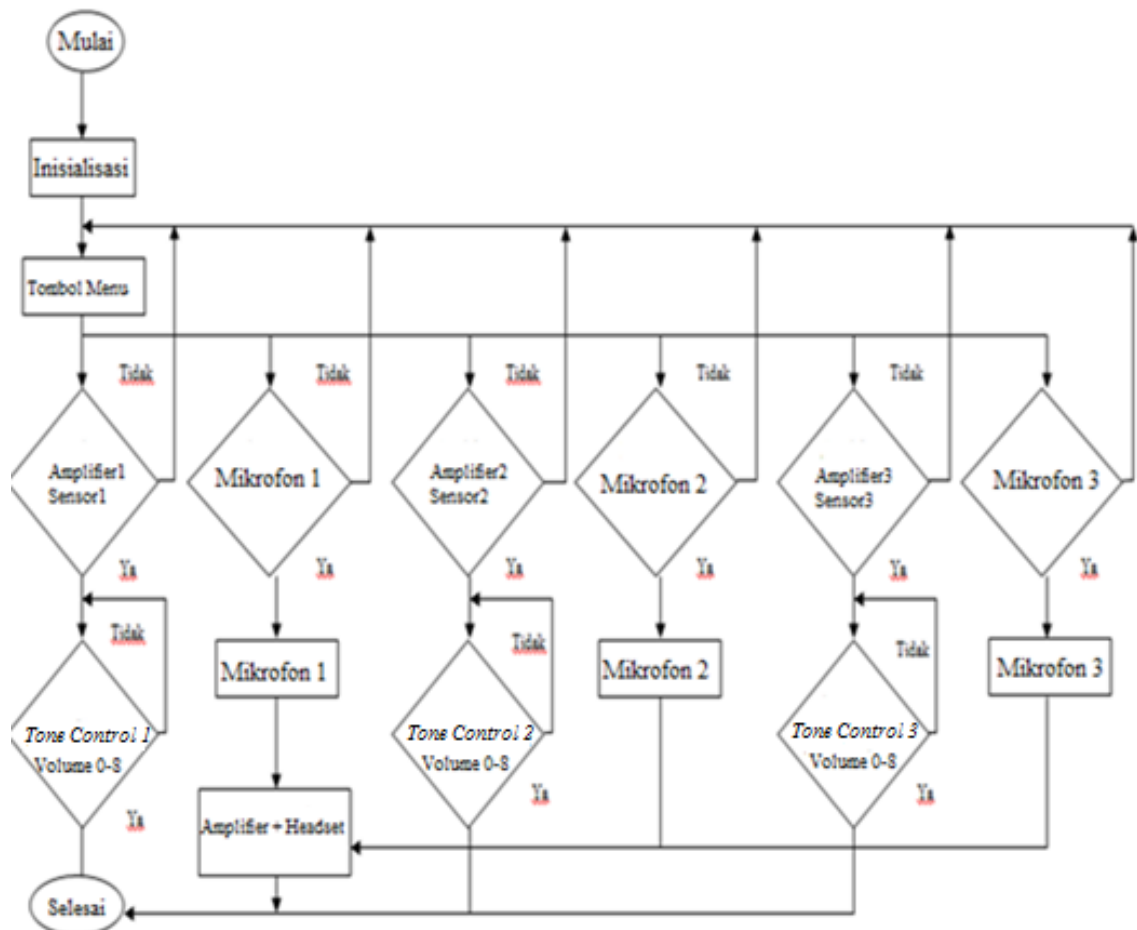 Mulai
Inisialisasi
Tombol Menu
Tidak
Tidak
Tidak
Tidak
Tidak
Amplifier1
Sensor1
Mikrofon 1
Amplifier2
Sensor2
Mikrofon 2
Amplifier3
Sensor3
Mikrofon 3
Ya
Ya
Ya
Ya
Ya
Ya
Tidak
Tidak
Tidak
Mikrofon 1
Mikrofon 2
Mikrofon 3
Tone Control 1
Volume 0-8
Tone Control 2
Volume 0-8
Tone Control 3
Volume 0-8
Ya
Ya
Ya
Amplifier + Headset
Selesai